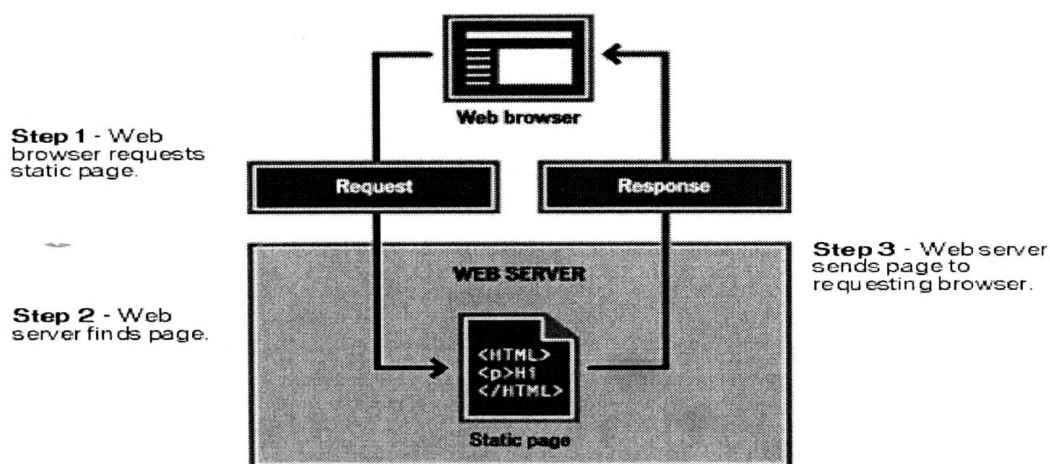 Web browser
Step 1 - Web
browser requests
static page.
Request
Response
WEB SERVER
Step 3 - Web server
sends page to
requesting browser.
Step 2 - Web
server finds page.
<HTML>
<p>Hi
</HTML>
Static page